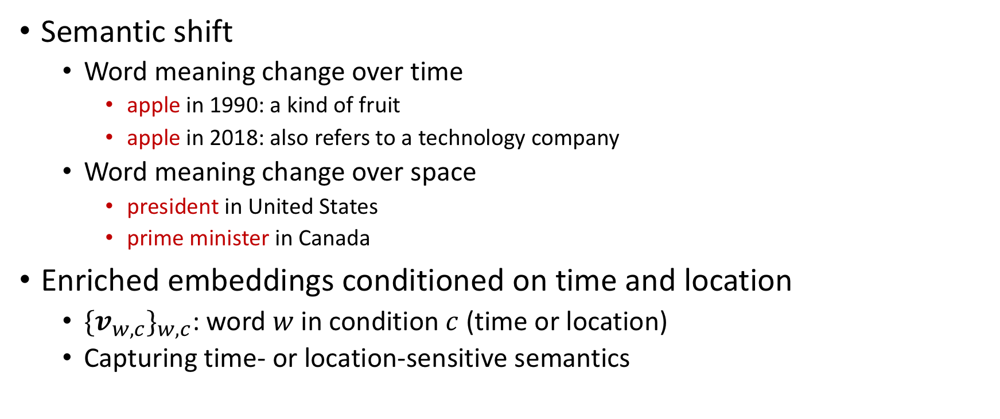 • Semantic shift
• Word meaning change over time
• apple in 1990: a kind of fruit
• apple in 2018: also refers to a technology company
• Word meaning change over space
• president in United States
• prime minister in Canada
• Enriched embeddings conditioned on time and location
• {𝒗_{w,c}}_{w,c}: word w in condition c (time or location)
• Capturing time- or location-sensitive semantics